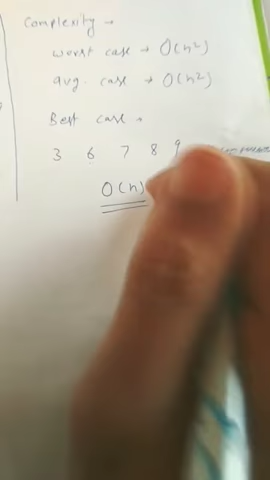 Complexity →
worst case → O(n²)
avg. case → O(n²)
Best case →
3 6 7 8 9
O(n)